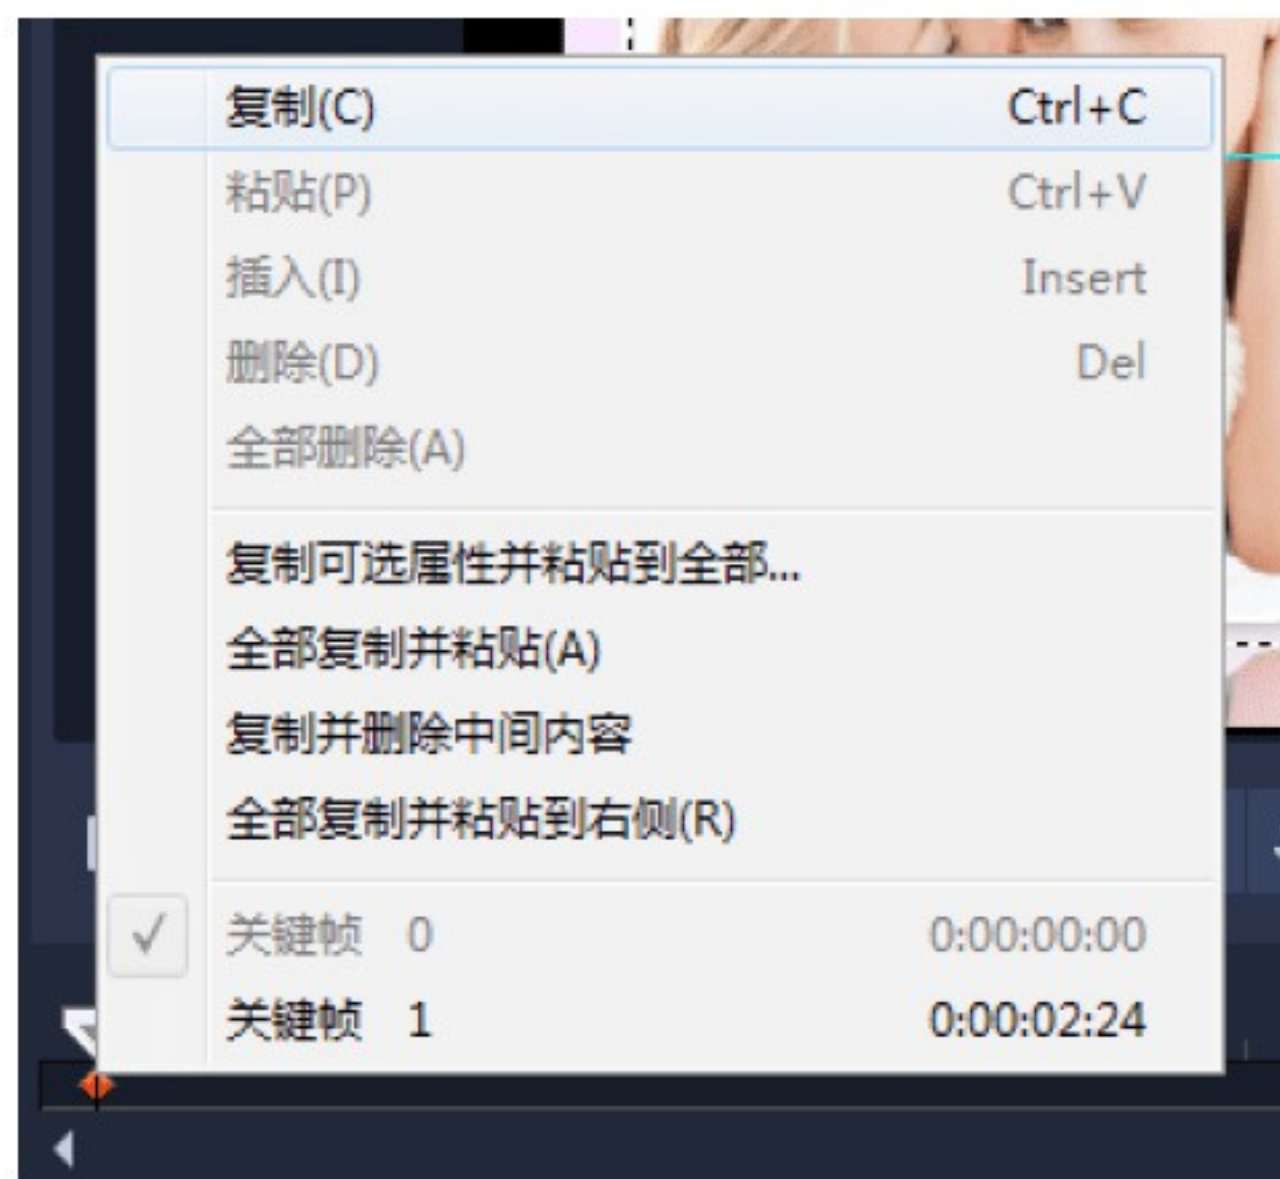 复制(C) Ctrl+C
粘贴(P) Ctrl+V
插入(I) Insert
删除(D) Del
全部删除(A)
复制可选属性并粘贴到全部...
全部复制并粘贴(A)
复制并删除中间内容
全部复制并粘贴到右侧(R)
关键帧 0 0:00:00:00
关键帧 1 0:00:02:24